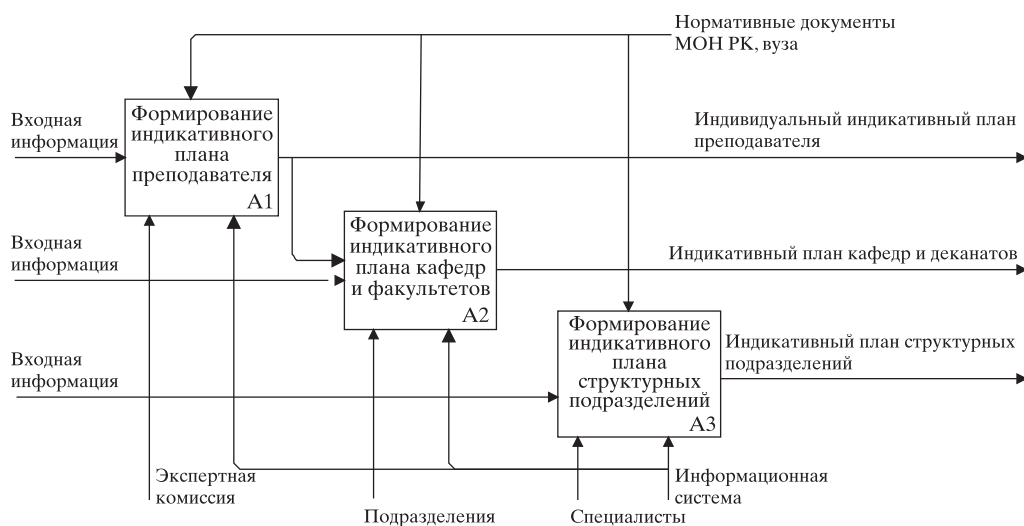 Нормативные документы
МОН РК, вуза
Входная
информация
Формирование
индикативного
плана
преподавателя
А1
Индивидуальный индикативный план
преподавателя
Входная
информация
Формирование
индикативного
плана кафедр
и факультетов
А2
Индикативный план кафедр и деканатов
Входная
информация
Формирование
индикативного
плана
структурных
подразделений
А3
Индикативный план структурных
подразделений
Экспертная
комиссия
Подразделения
Специалисты
Информационная
система